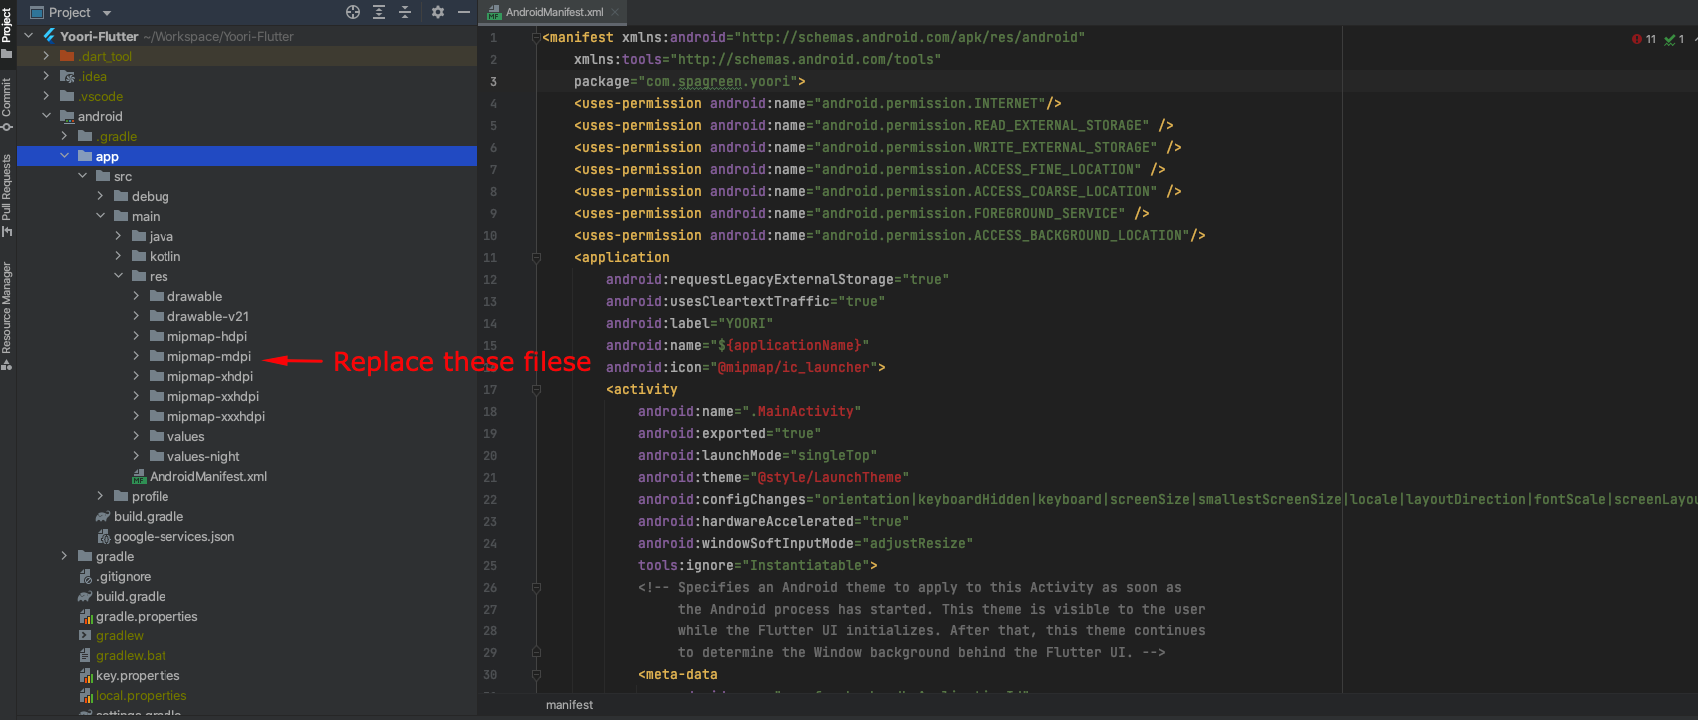 Project
AndroidManifest.xml
11
1
Project
Commit
Pull Requests
Resource Manager
Yoori-Flutter ~/Workspace/Yoori-Flutter
.dart_tool
.idea
.vscode
android
.gradle
app
src
debug
main
java
kotlin
res
drawable
drawable-v21
mipmap-hdpi
mipmap-mdpi
mipmap-xhdpi
mipmap-xxhdpi
mipmap-xxxhdpi
values
values-night
AndroidManifest.xml
profile
build.gradle
google-services.json
gradle
.gitignore
build.gradle
gradle.properties
gradlew
gradlew.bat
key.properties
local.properties
settings.gradle
Replace these filese
1 <manifest xmlns:android="http://schemas.android.com/apk/res/android"
2 xmlns:tools="http://schemas.android.com/tools"
3 package="com.spagreen.yoori">
4 <uses-permission android:name="android.permission.INTERNET"/>
5 <uses-permission android:name="android.permission.READ_EXTERNAL_STORAGE" />
6 <uses-permission android:name="android.permission.WRITE_EXTERNAL_STORAGE" />
7 <uses-permission android:name="android.permission.ACCESS_FINE_LOCATION" />
8 <uses-permission android:name="android.permission.ACCESS_COARSE_LOCATION" />
9 <uses-permission android:name="android.permission.FOREGROUND_SERVICE" />
10 <uses-permission android:name="android.permission.ACCESS_BACKGROUND_LOCATION"/>
11 <application
12 android:requestLegacyExternalStorage="true"
13 android:usesCleartextTraffic="true"
14 android:label="YOORI"
15 android:name="${applicationName}"
android:icon="@mipmap/ic_launcher">
17 <activity
18 android:name=".MainActivity"
19 android:exported="true"
20 android:launchMode="singleTop"
21 android:theme="@style/LaunchTheme"
22 android:configChanges="orientation|keyboardHidden|keyboard|screenSize|smallestScreenSize|locale|layoutDirection|fontScale|screenLayou
23 android:hardwareAccelerated="true"
24 android:windowSoftInputMode="adjustResize"
25 tools:ignore="Instantiatable">
26 <!-- Specifies an Android theme to apply to this Activity as soon as
27 the Android process has started. This theme is visible to the user
28 while the Flutter UI initializes. After that, this theme continues
29 to determine the Window background behind the Flutter UI. -->
30 <meta-data
manifest